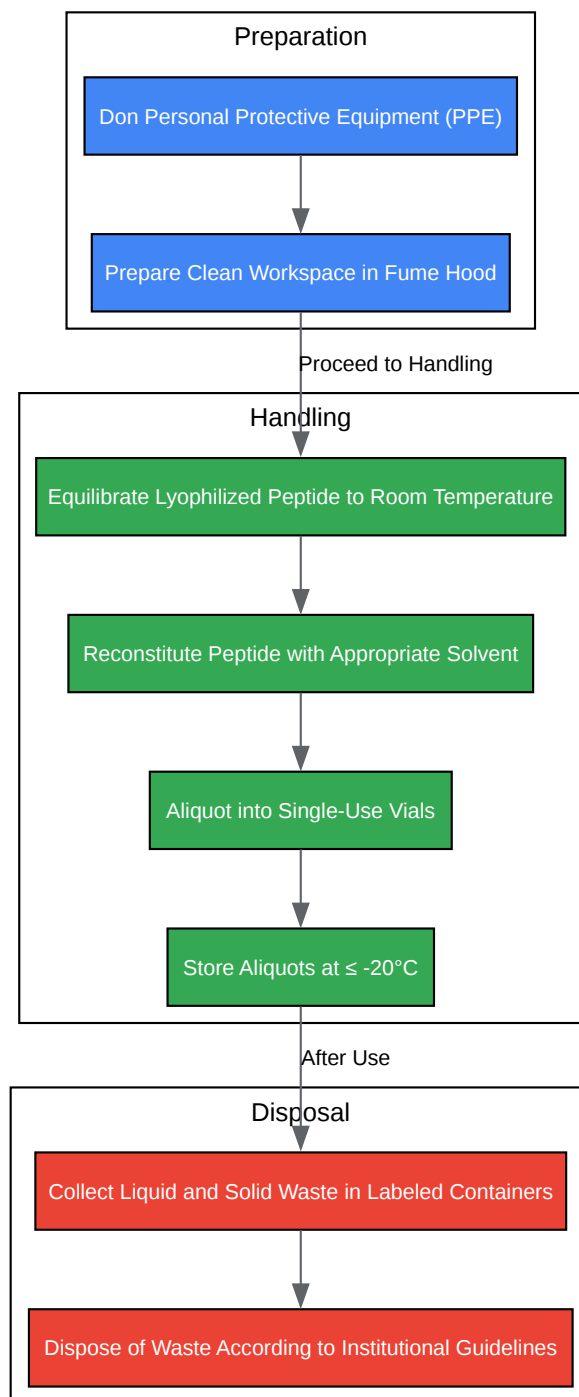 Preparation
Don Personal Protective Equipment (PPE)
Prepare Clean Workspace in Fume Hood
Proceed to Handling
Handling
Equilibrate Lyophilized Peptide to Room Temperature
Reconstitute Peptide with Appropriate Solvent
Aliquot into Single-Use Vials
Store Aliquots at ≤ -20°C
After Use
Disposal
Collect Liquid and Solid Waste in Labeled Containers
Dispose of Waste According to Institutional Guidelines